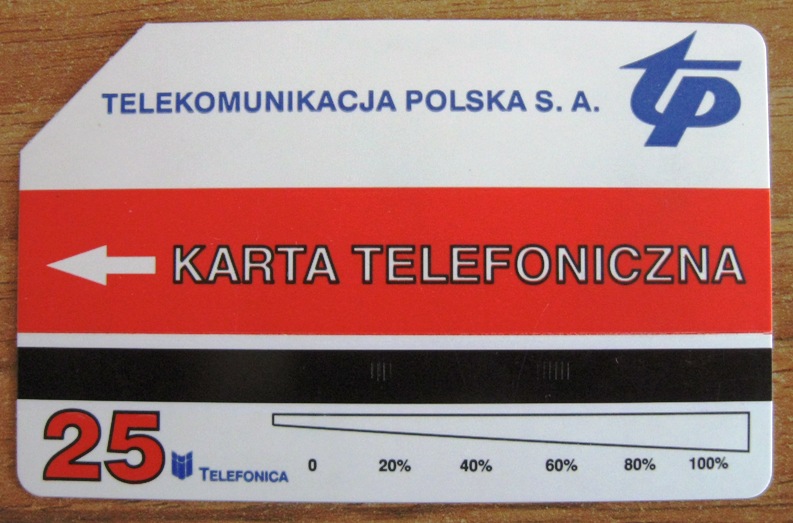 TELEKOMUNIKACJA POLSKA S. A.
tp
KARTA TELEFONICZNA
25 TELEFONICA 0 20% 40% 60% 80% 100%